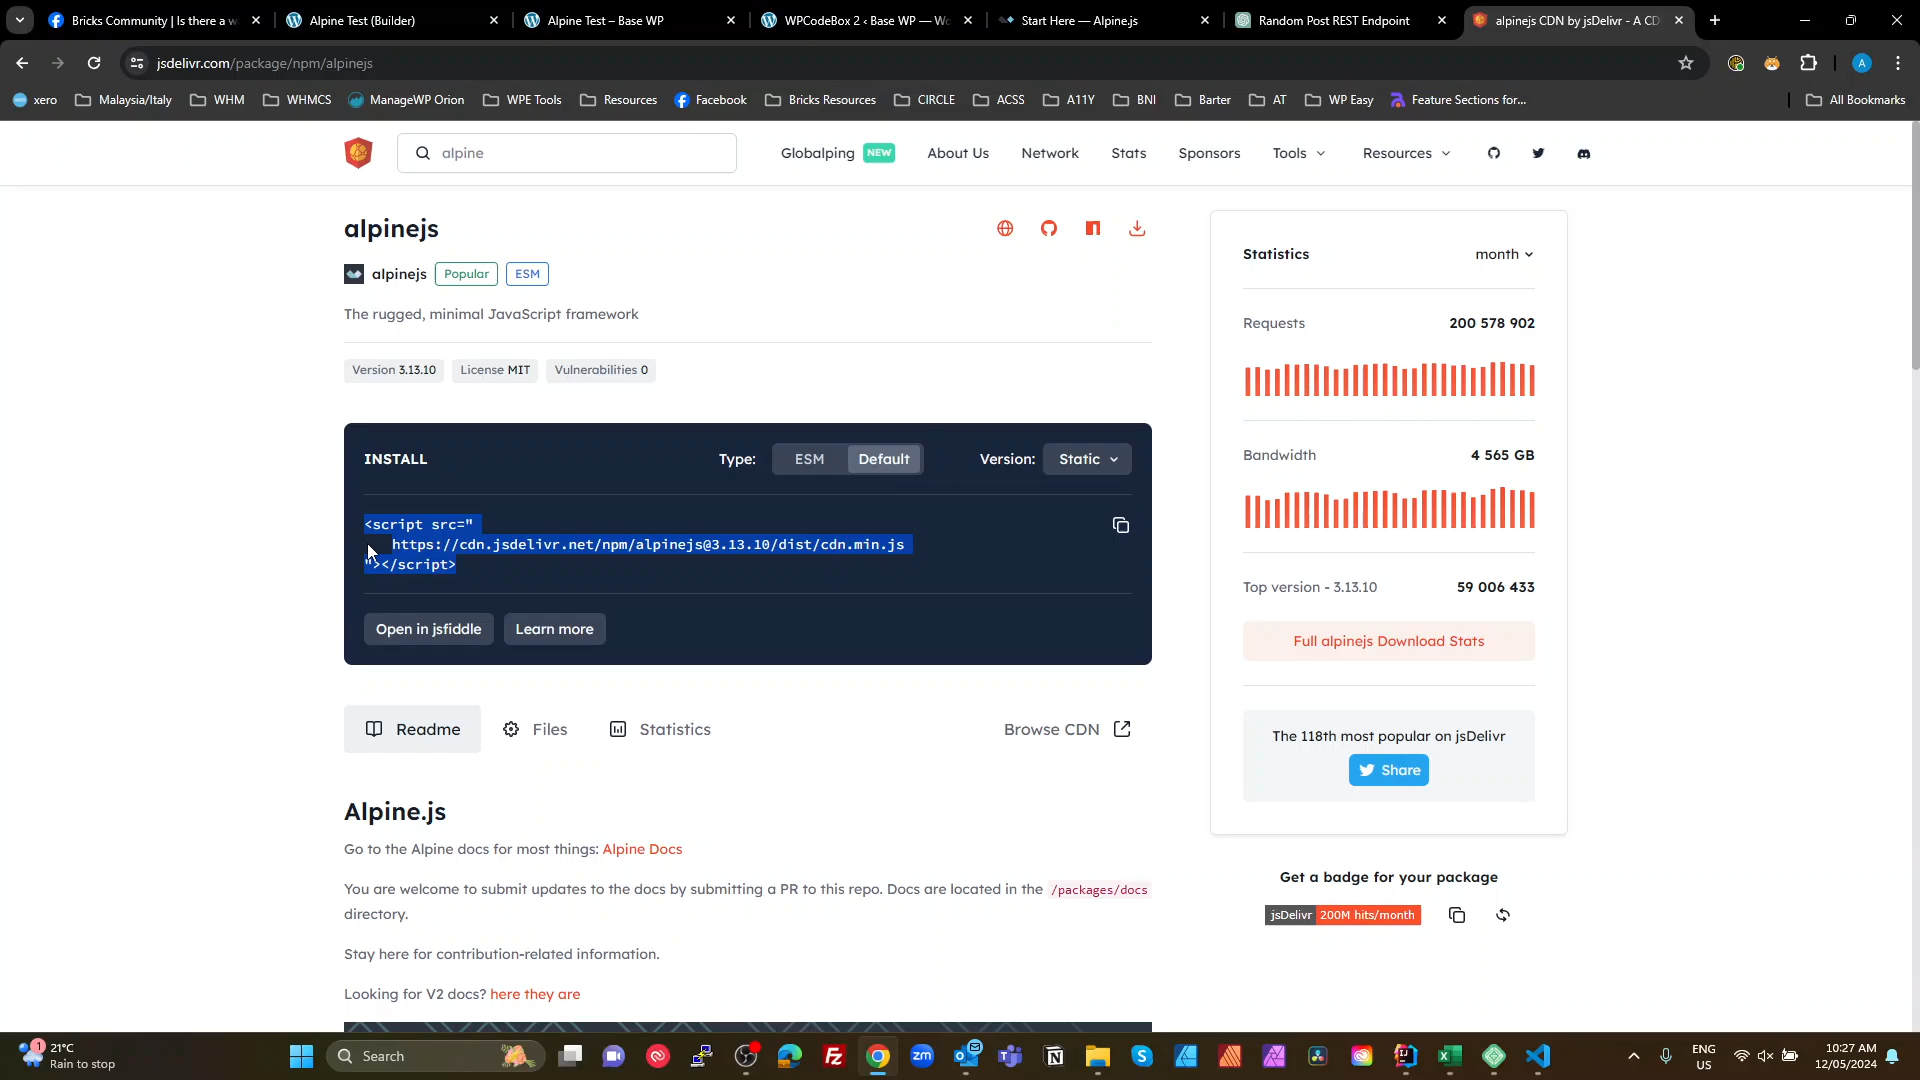 Bricks Community | Is there a w
Alpine Test (Builder)
Alpine Test – Base WP
WPCodeBox 2 ‹ Base WP — Wo
Start Here — Alpine.js
Random Post REST Endpoint
alpinejs CDN by jsDelivr - A CD
jsdelivr.com/package/npm/alpinejs
A
xero
Malaysia/Italy
WHM
WHMCS
ManageWP Orion
WPE Tools
Resources
Facebook
Bricks Resources
CIRCLE
ACSS
A11Y
BNI
Barter
AT
WP Easy
Feature Sections for...
All Bookmarks
alpine
Globalping NEW
About Us
Network
Stats
Sponsors
Tools
Resources
alpinejs
alpinejs Popular ESM
The rugged, minimal JavaScript framework
Version 3.13.10
License MIT
Vulnerabilities 0
INSTALL
Type: ESM Default
Version: Static
<script src="
https://cdn.jsdelivr.net/npm/alpinejs@3.13.10/dist/cdn.min.js
"></script>
Open in jsfiddle
Learn more
Readme
Files
Statistics
Browse CDN
Alpine.js
Go to the Alpine docs for most things: Alpine Docs
You are welcome to submit updates to the docs by submitting a PR to this repo. Docs are located in the /packages/docs
directory.
Stay here for contribution-related information.
Looking for V2 docs? here they are
Statistics month
Requests 200 578 902
Bandwidth 4 565 GB
Top version - 3.13.10 59 006 433
Full alpinejs Download Stats
The 118th most popular on jsDelivr
Share
Get a badge for your package
jsDelivr 200M hits/month
1
21°C
Rain to stop
Search
Fz
zm
ENG
US
10:27 AM
12/05/2024